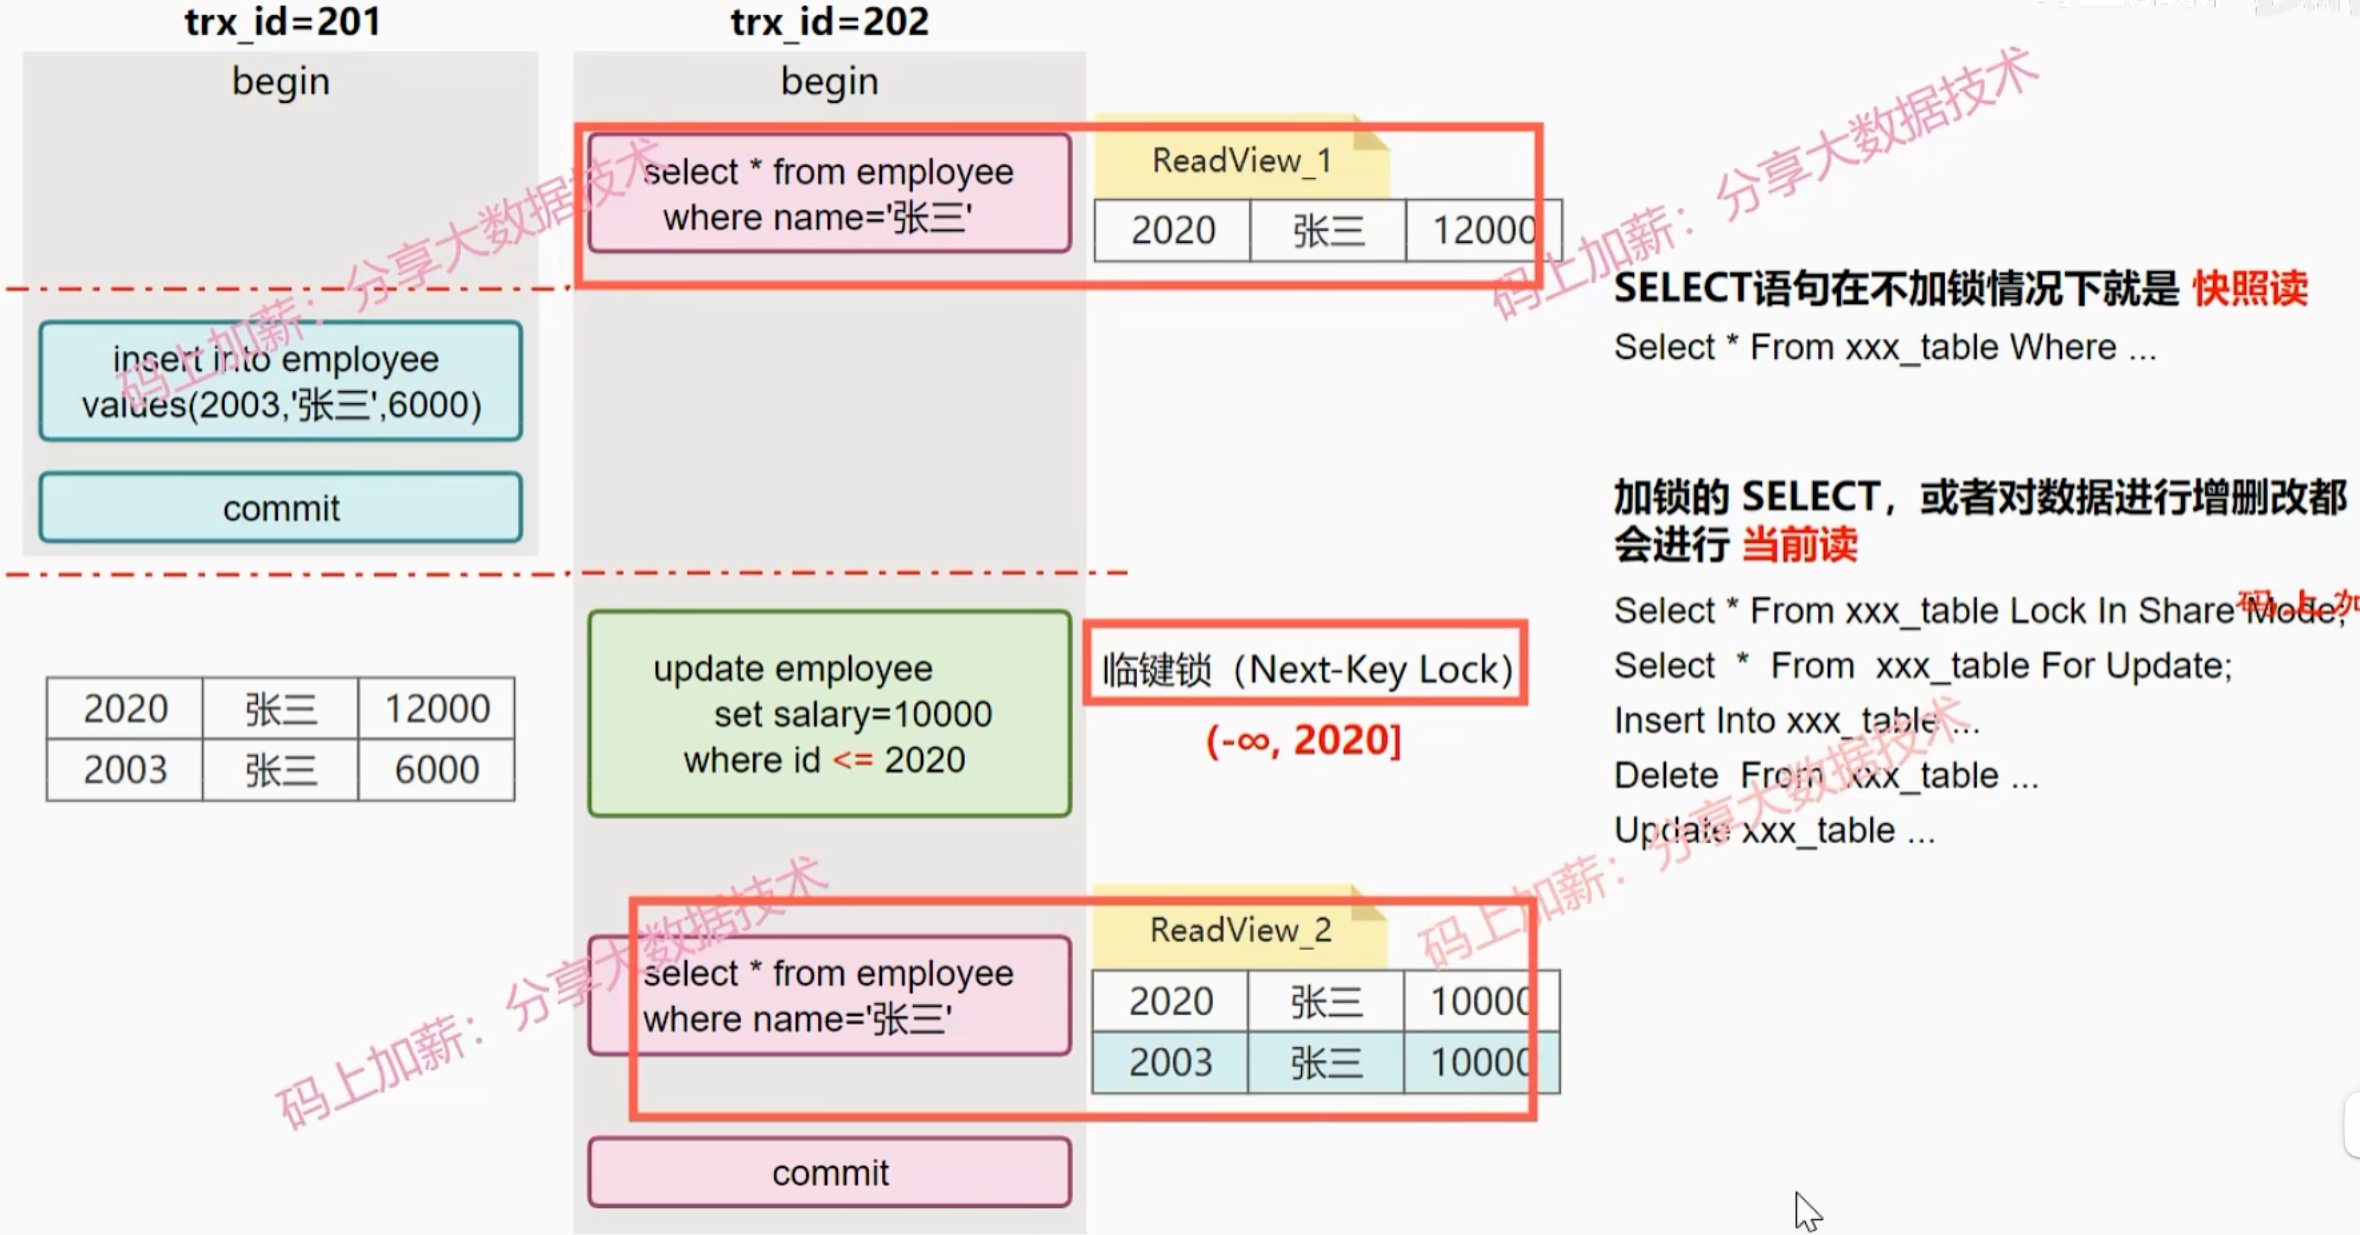 trx_id=201
begin
insert into employee
values(2003,'张三',6000)
commit
2020 张三 12000
2003 张三 6000
trx_id=202
begin
select * from employee
where name='张三'
ReadView_1
2020 张三 12000
update employee
set salary=10000
where id <= 2020
临键锁（Next-Key Lock）
(-∞, 2020]
select * from employee
where name='张三'
ReadView_2
2020 张三 10000
2003 张三 10000
commit
SELECT语句在不加锁情况下就是 快照读
Select * From xxx_table Where ...
加锁的 SELECT，或者对数据进行增删改都
会进行 当前读
Select * From xxx_table Lock In Share Mode;
Select * From xxx_table For Update;
Insert Into xxx_table ...
Delete From xxx_table ...
Update xxx_table ...
码上加薪：分享大数据技术
码上加薪：分享大数据技术
码上加薪：分享大数据技术
码上加薪：分享大数据技术
码上加